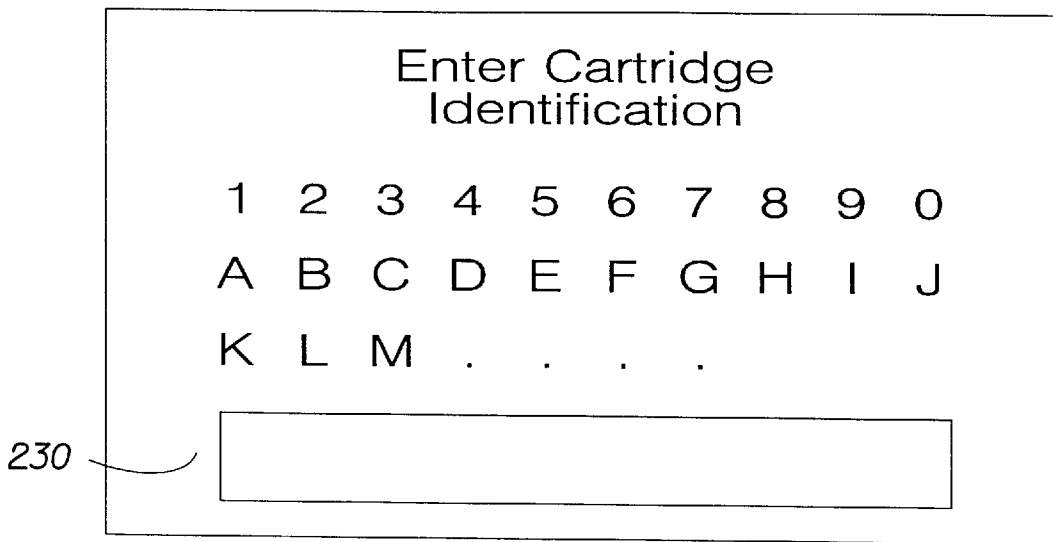 Enter Cartridge
Identification
1 2 3 4 5 6 7 8 9 0
A B C D E F G H I J
K L M . . . .
230